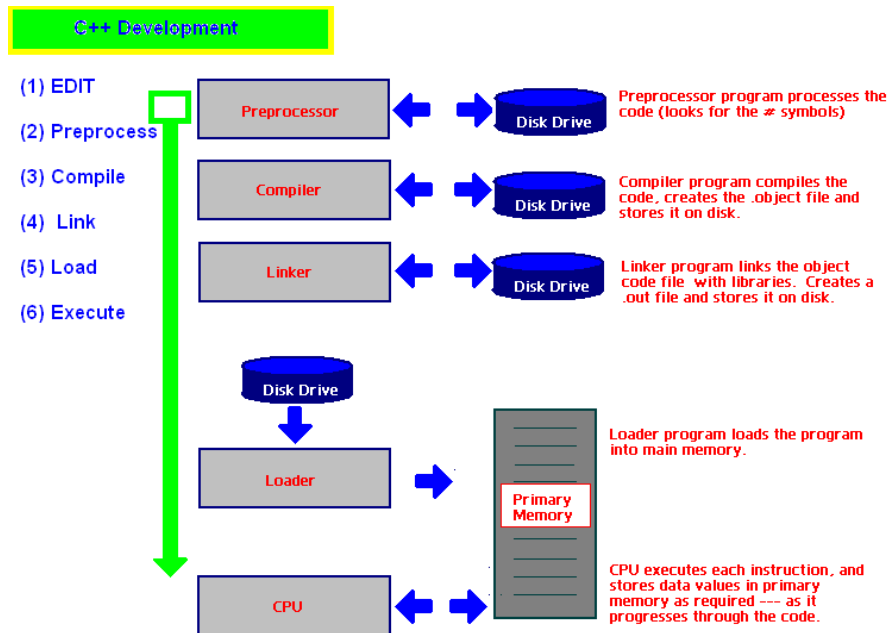 C++ Development
(1) EDIT
(2) Preprocess
(3) Compile
(4) Link
(5) Load
(6) Execute
Preprocessor
Disk Drive
Preprocessor program processes the
code (looks for the # symbols)
Compiler
Disk Drive
Compiler program compiles the
code, creates the .object file and
stores it on disk.
Linker
Disk Drive
Linker program links the object
code file with libraries. Creates a
.out file and stores it on disk.
Disk Drive
Loader
Primary
Memory
Loader program loads the program
into main memory.
CPU
CPU executes each instruction, and
stores data values in primary
memory as required --- as it
progresses through the code.